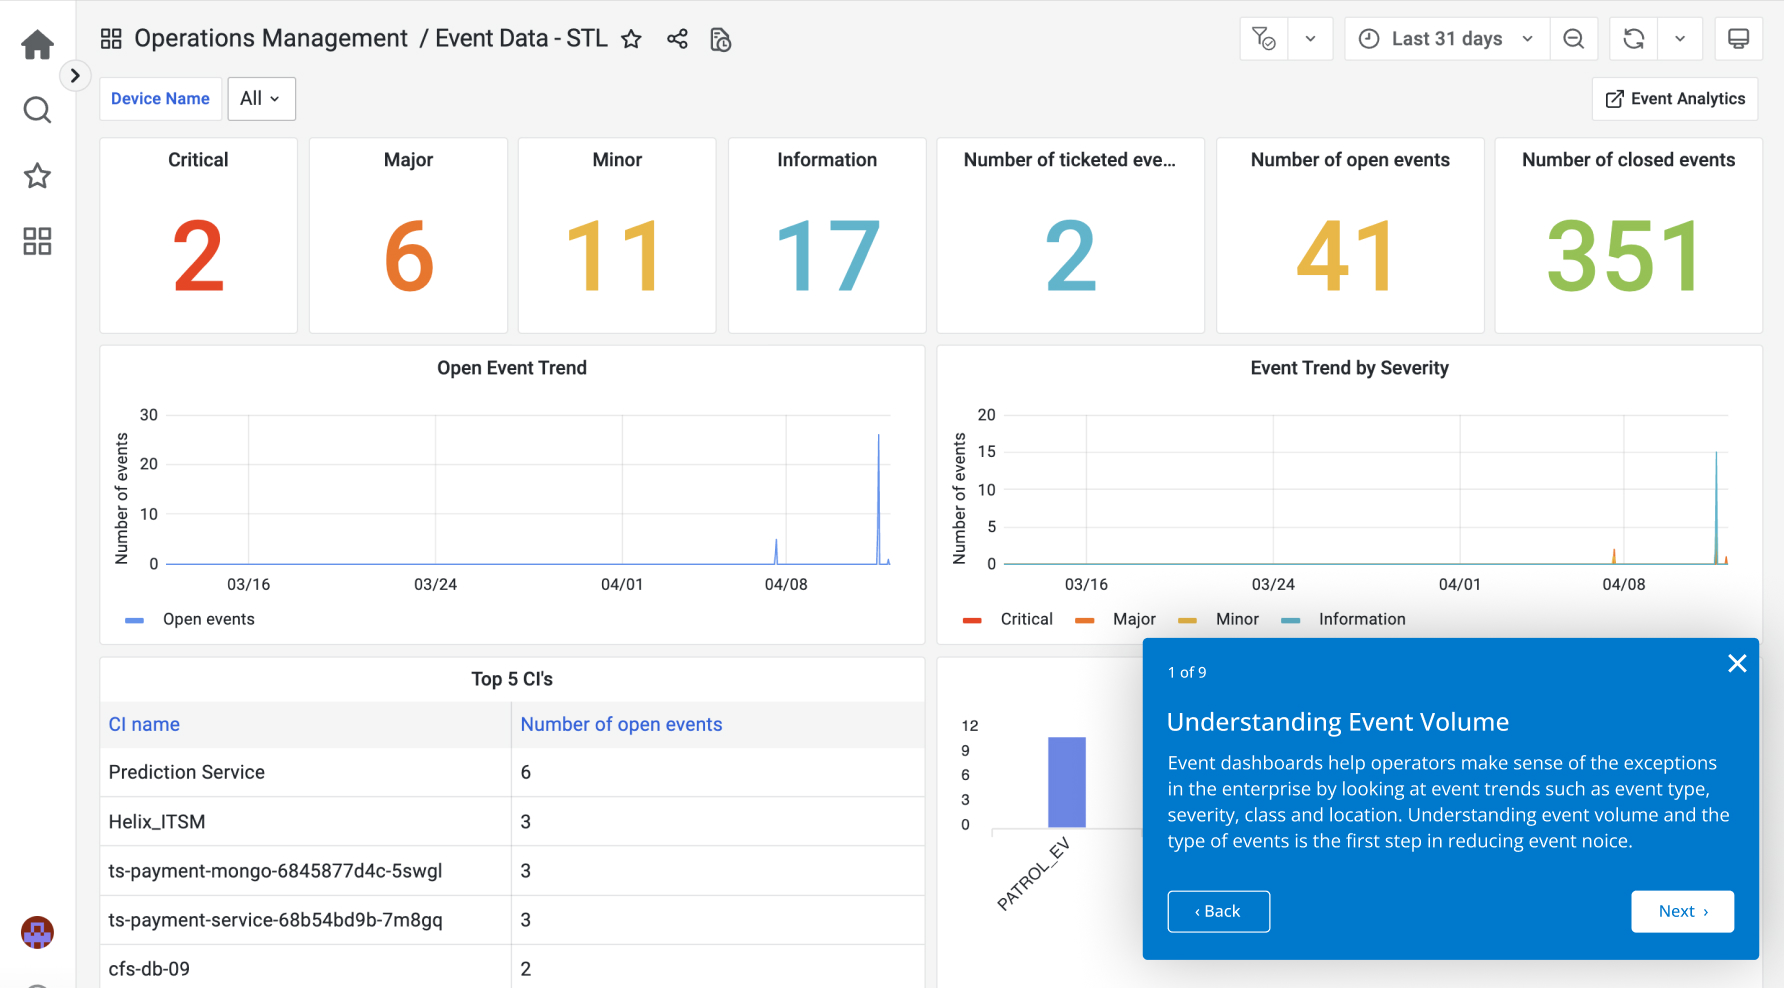 Operations Management / Event Data - STL
Last 31 days
Device Name
All
Event Analytics
Critical
2
Major
6
Minor
11
Information
17
Number of ticketed eve...
2
Number of open events
41
Number of closed events
351
Open Event Trend
Number of events
30
20
10
0
03/16
03/24
04/01
04/08
Open events
Event Trend by Severity
Number of events
20
15
10
5
0
03/16
03/24
04/01
04/08
Critical
Major
Minor
Information
Top 5 CI's
CI name
Number of open events
Prediction Service
6
Helix_ITSM
3
ts-payment-mongo-6845877d4c-5swgl
3
ts-payment-service-68b54bd9b-7m8gq
3
cfs-db-09
2
12
9
6
3
0
PATROL_EV
1 of 9
Understanding Event Volume
Event dashboards help operators make sense of the exceptions
in the enterprise by looking at event trends such as event type,
severity, class and location. Understanding event volume and the
type of events is the first step in reducing event noice.
‹ Back
Next ›